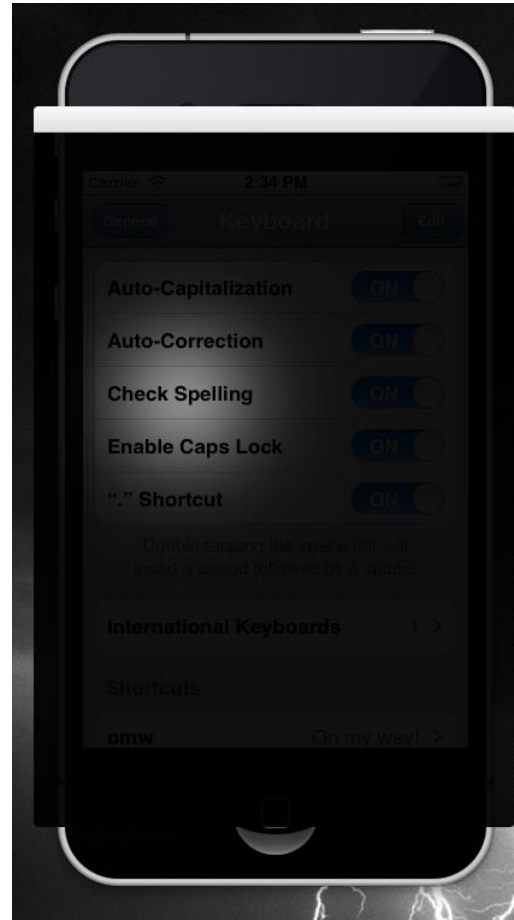 Carrier 2:34 PM
General Keyboard Edit
Auto-Capitalization ON
Auto-Correction ON
Check Spelling ON
Enable Caps Lock ON
“.” Shortcut ON
Double tapping the space bar will
insert a period followed by a space.
International Keyboards 1
Shortcuts
omw On my way!